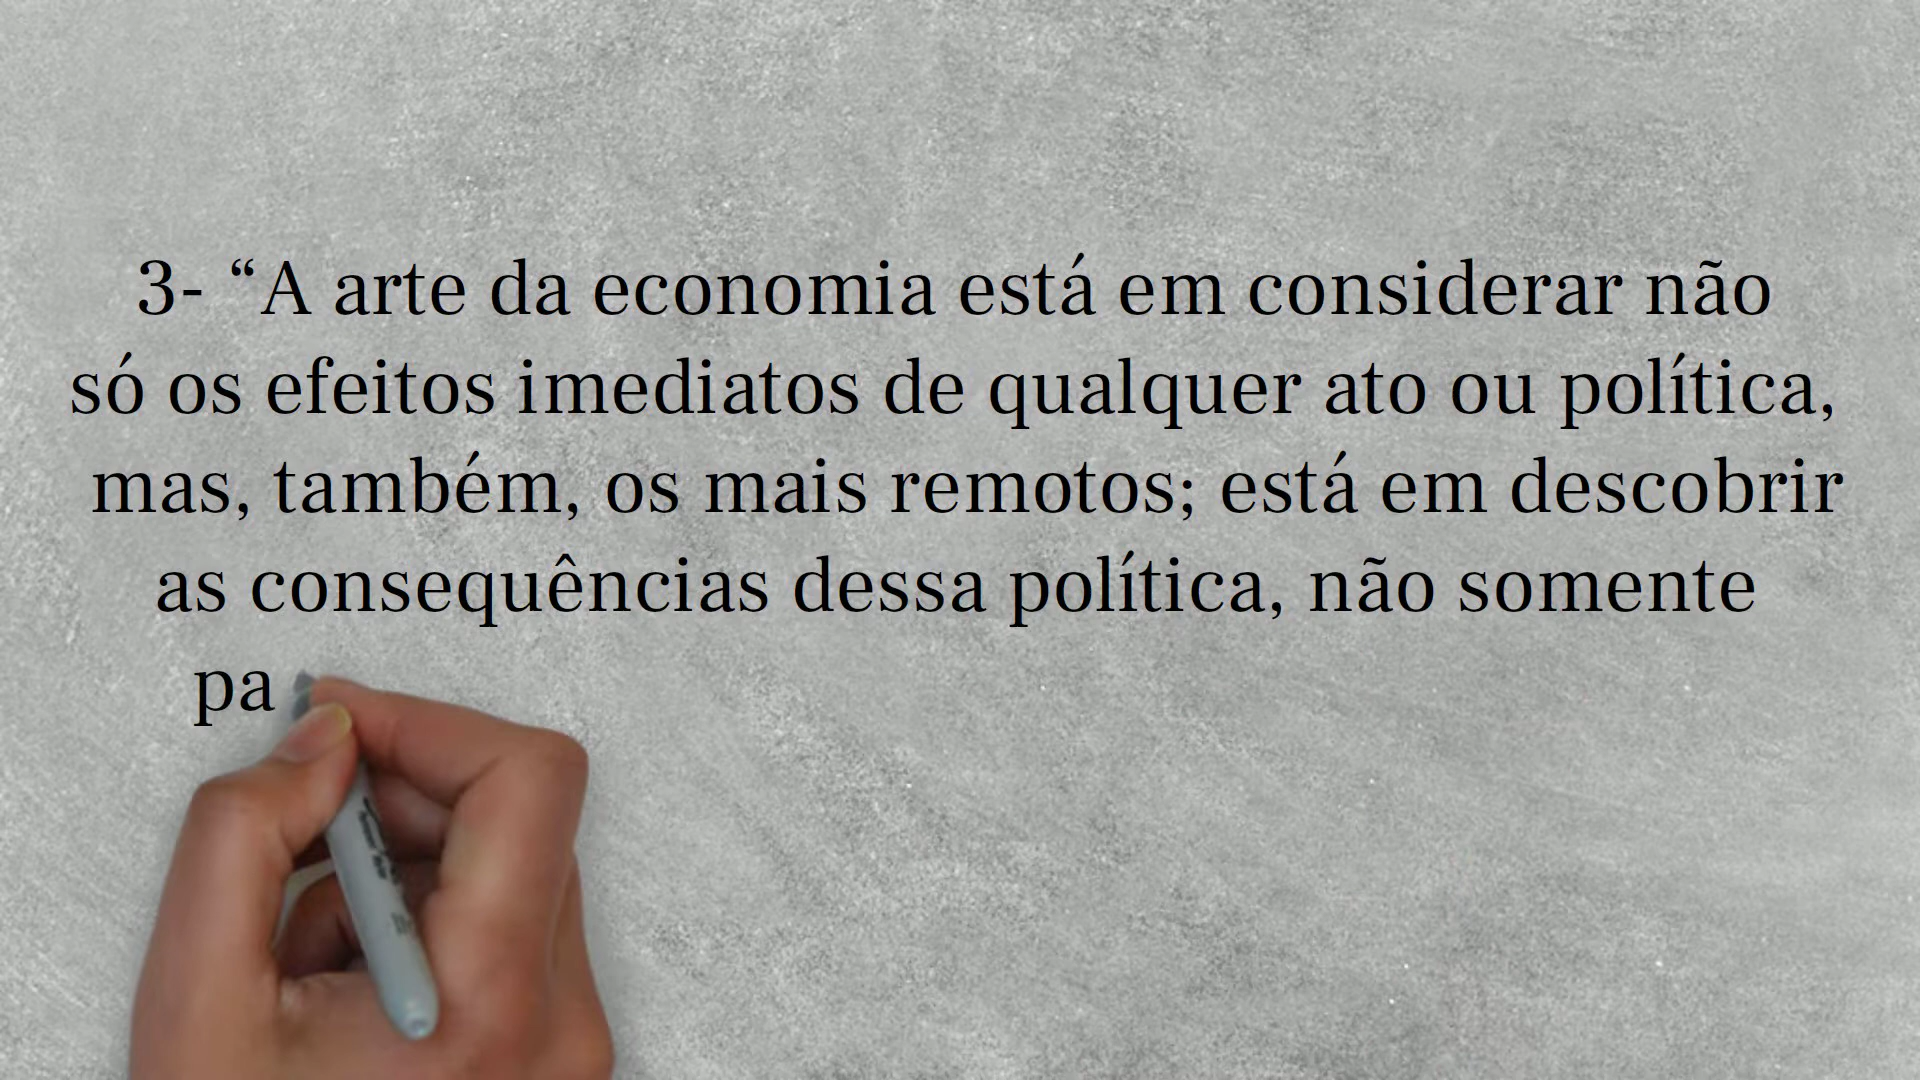 3- “A arte da economia está em considerar não
só os efeitos imediatos de qualquer ato ou política,
mas, também, os mais remotos; está em descobrir
as consequências dessa política, não somente
pa